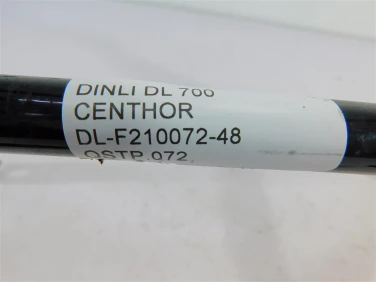 DINLI DL 700
CENTHOR
DL-F210072-48
OSTR.072